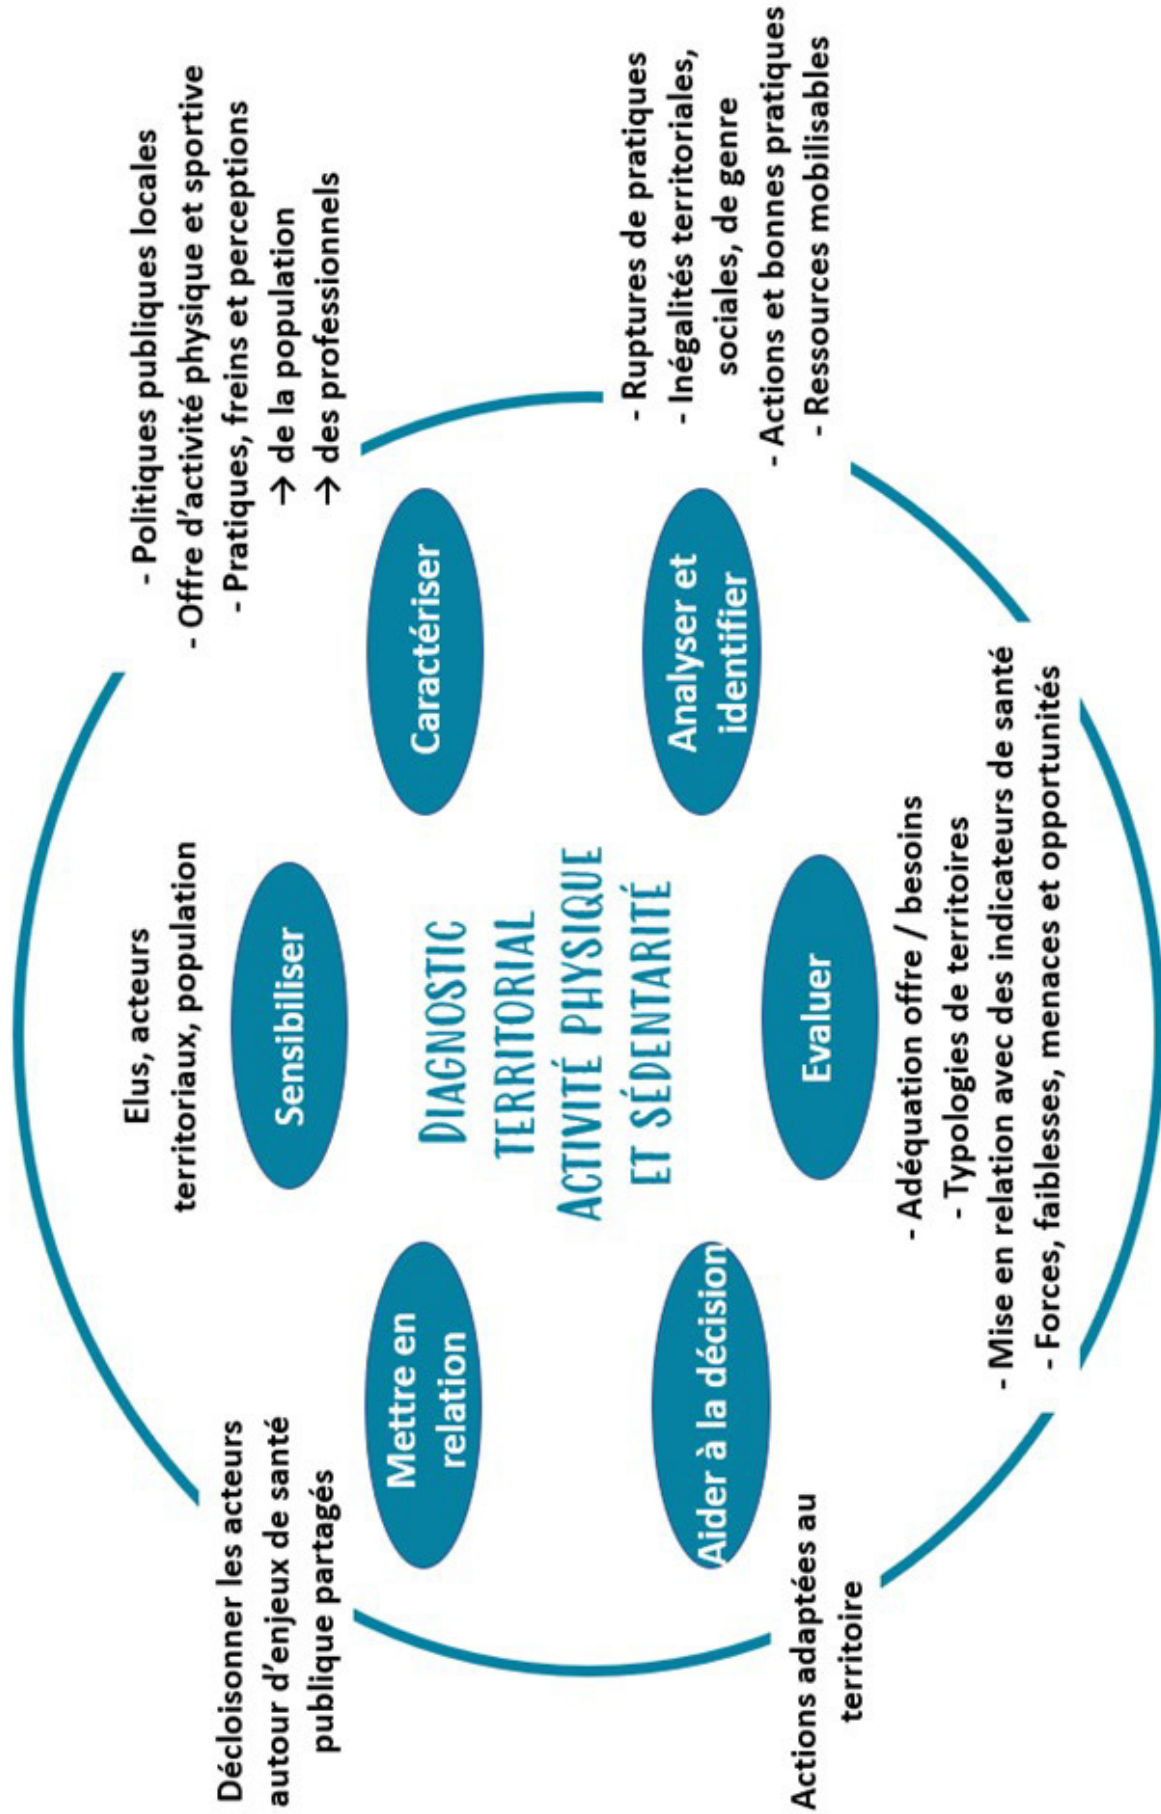 Elus, acteurs
territoriaux, population
Sensibiliser
- Politiques publiques locales
- Offre d'activité physique et sportive
- Pratiques, freins et perceptions
→ de la population
→ des professionnels
Caractériser
- Ruptures de pratiques
- Inégalités territoriales,
sociales, de genre
- Actions et bonnes pratiques
- Ressources mobilisables
Analyser et
identifier
Evaluer
- Adéquation offre / besoins
- Typologies de territoires
- Mise en relation avec des indicateurs de santé
- Forces, faiblesses, menaces et opportunités
Aider à la décision
Actions adaptées au
territoire
Mettre en
relation
Décloisonner les acteurs
autour d'enjeux de santé
publique partagés
DIAGNOSTIC
TERRITORIAL
ACTIVITÉ PHYSIQUE
ET SÉDENTARITÉ